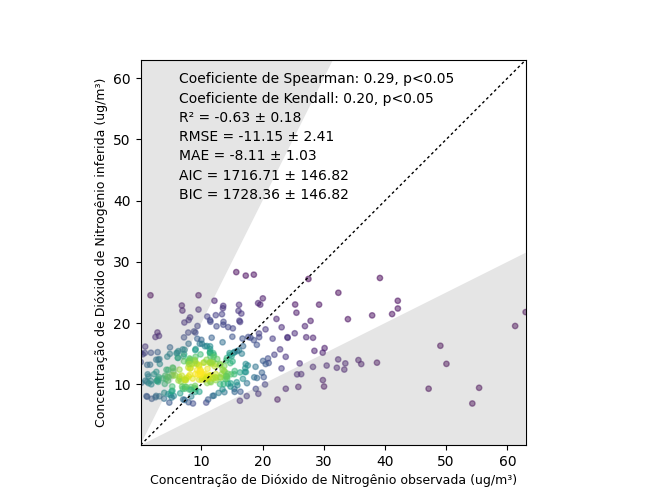 Coeficiente de Spearman: 0.29, p<0.05
Coeficiente de Kendall: 0.20, p<0.05
R² = -0.63 ± 0.18
RMSE = -11.15 ± 2.41
MAE = -8.11 ± 1.03
AIC = 1716.71 ± 146.82
BIC = 1728.36 ± 146.82
Concentração de Dióxido de Nitrogênio inferida (ug/m³)
60
50
40
30
20
10
10 20 30 40 50 60
Concentração de Dióxido de Nitrogênio observada (ug/m³)